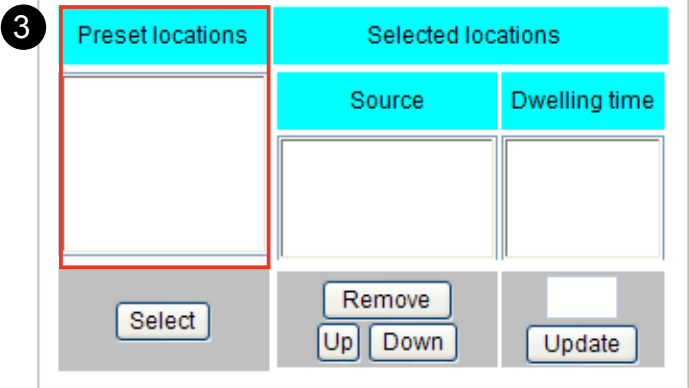 3
Preset locations
Selected locations
Source
Dwelling time
Select
Remove
Up
Down
Update